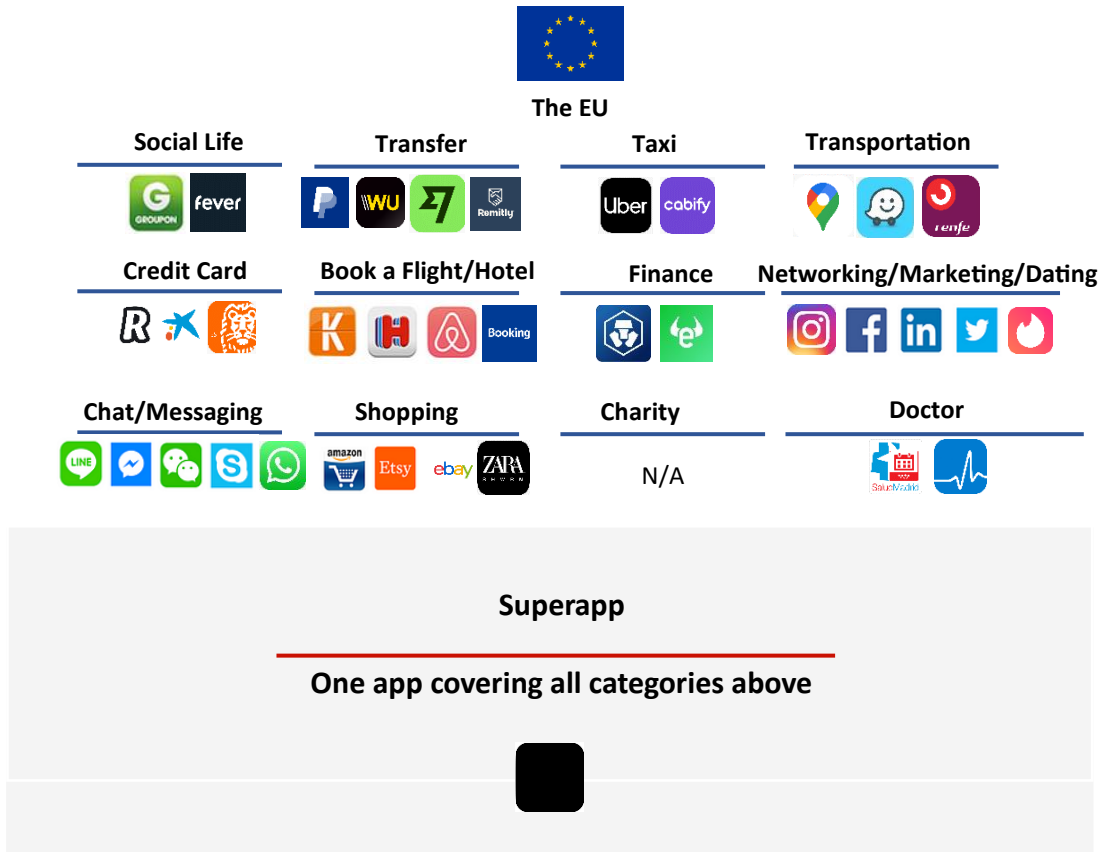 The EU
Social Life
Transfer
Taxi
Transportation
G
GROUPON
fever
WU
Remitly
Uber
cabify
renfe
Credit Card
Book a Flight/Hotel
Finance
Networking/Marketing/Dating
R
K
H
Booking
e
f
in
Chat/Messaging
Shopping
Charity
Doctor
LINE
S
amazon
Etsy
ebay
ZARA
N/A
SaludMadrid
Superapp
One app covering all categories above